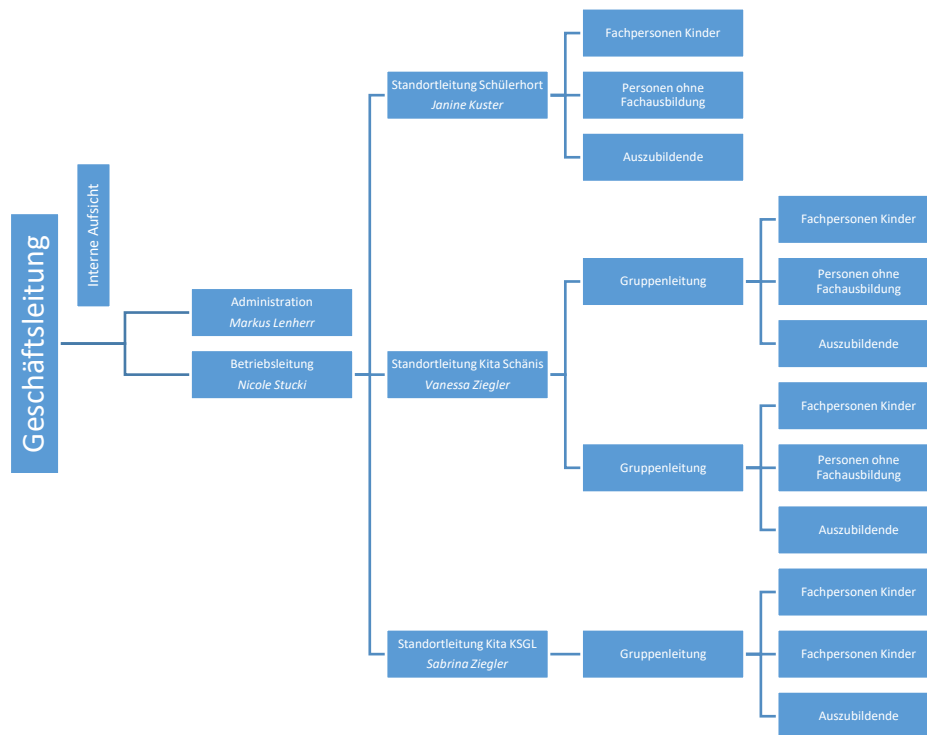 Geschäftsleitung
Interne Aufsicht
Administration
Markus Lenherr
Betriebsleitung
Nicole Stucki
Standortleitung Schülerhort
Janine Kuster
Fachpersonen Kinder
Personen ohne
Fachausbildung
Auszubildende
Standortleitung Kita Schänis
Vanessa Ziegler
Gruppenleitung
Fachpersonen Kinder
Personen ohne
Fachausbildung
Auszubildende
Gruppenleitung
Fachpersonen Kinder
Personen ohne
Fachausbildung
Auszubildende
Standortleitung Kita KSGL
Sabrina Ziegler
Gruppenleitung
Fachpersonen Kinder
Fachpersonen Kinder
Auszubildende